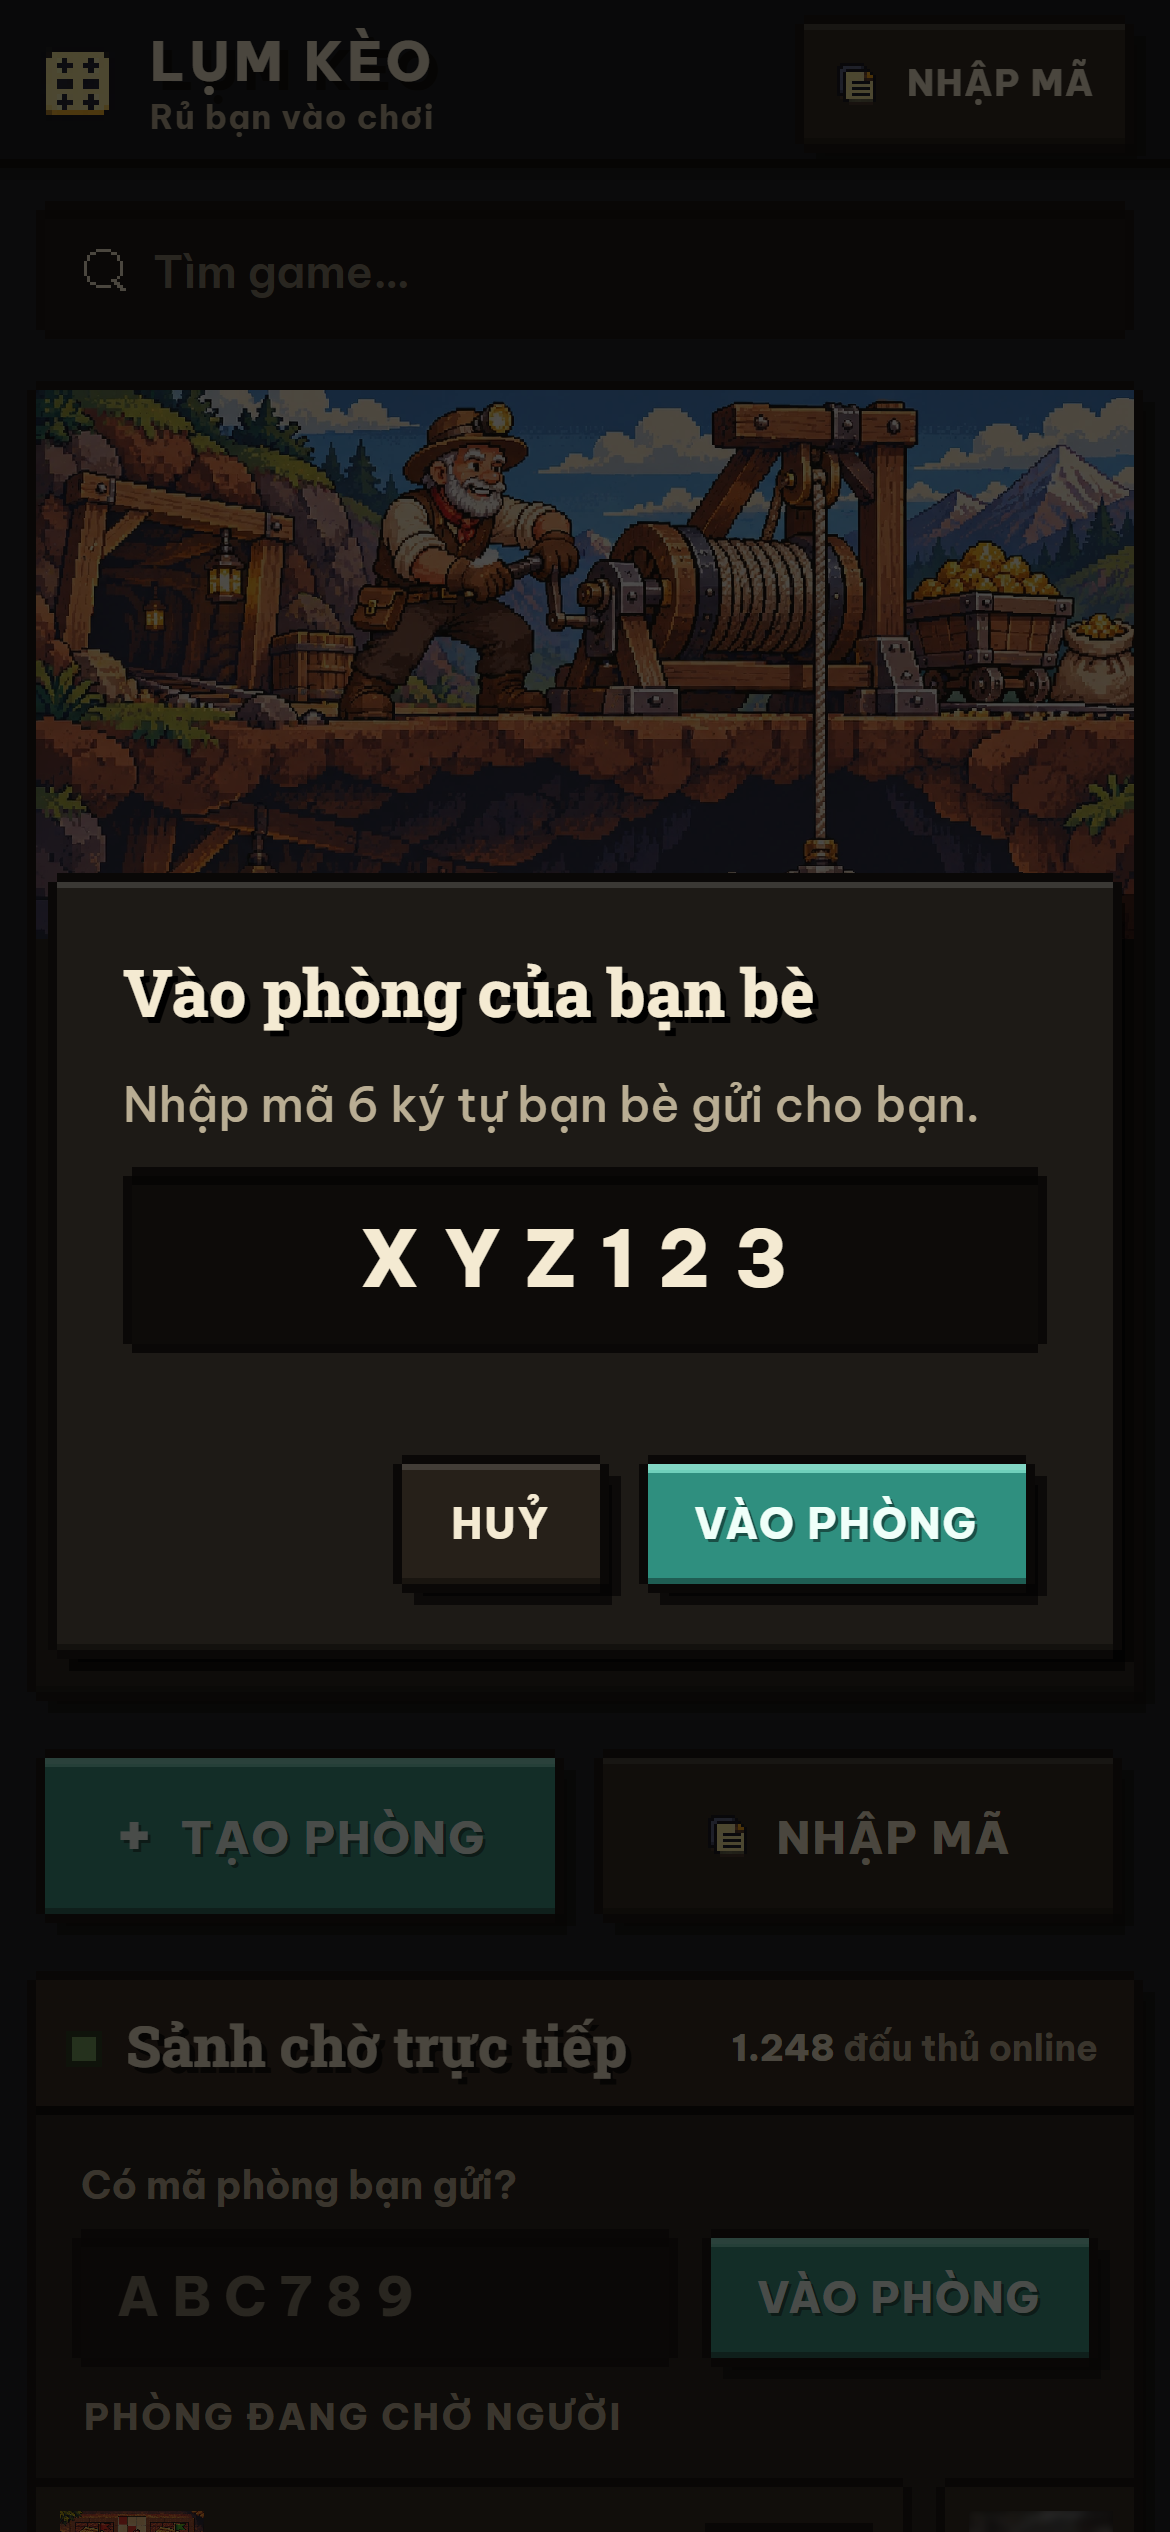 LỤM KÈO
Rủ bạn vào chơi
NHẬP MÃ
Tìm game...
Vào phòng của bạn bè
Nhập mã 6 ký tự bạn bè gửi cho bạn.
XYZ123
HUỶ
VÀO PHÒNG
+ TẠO PHÒNG
NHẬP MÃ
Sảnh chờ trực tiếp
1.248 đấu thủ online
Có mã phòng bạn gửi?
ABC789
VÀO PHÒNG
PHÒNG ĐANG CHỜ NGƯỜI